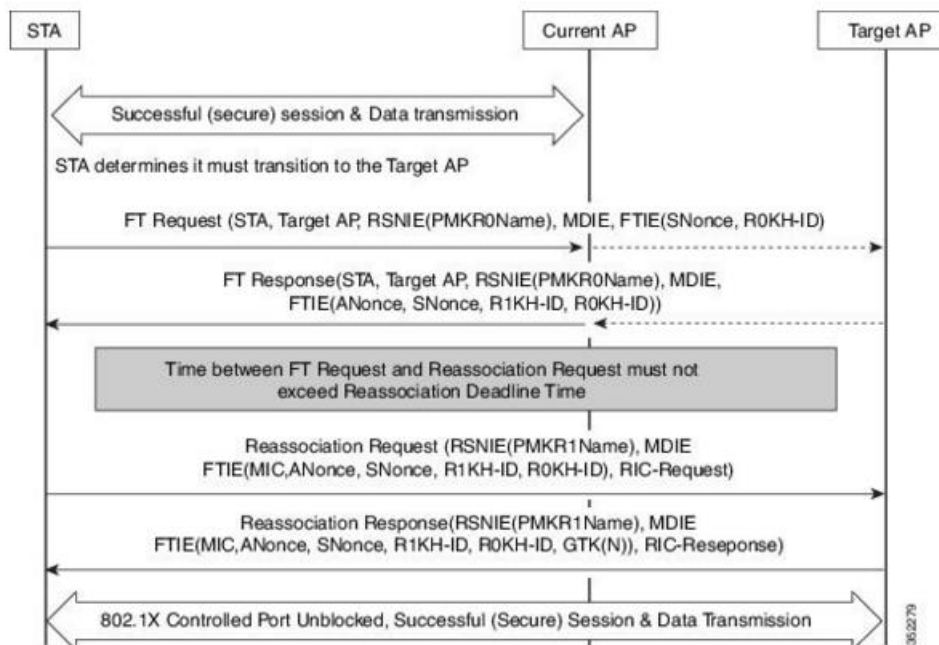 STA
Current AP
Target AP
Successful (secure) session & Data transmission
STA determines it must transition to the Target AP
FT Request (STA, Target AP, RSNIE(PMKR0Name), MDIE, FTIE(SNonce, R0KH-ID)
FT Response(STA, Target AP, RSNIE(PMKR0Name), MDIE,
FTIE(ANonce, SNonce, R1KH-ID, R0KH-ID))
Time between FT Request and Reassociation Request must not
exceed Reassociation Deadline Time
Reassociation Request (RSNIE(PMKR1Name), MDIE
FTIE(MIC,ANonce, SNonce, R1KH-ID, R0KH-ID), RIC-Request)
Reassociation Response(RSNIE(PMKR1Name), MDIE
FTIE(MIC,ANonce, SNonce, R1KH-ID, R0KH-ID, GTK(N)), RIC-Reseponse)
802.1X Controlled Port Unblocked, Successful (Secure) Session & Data Transmission
352279